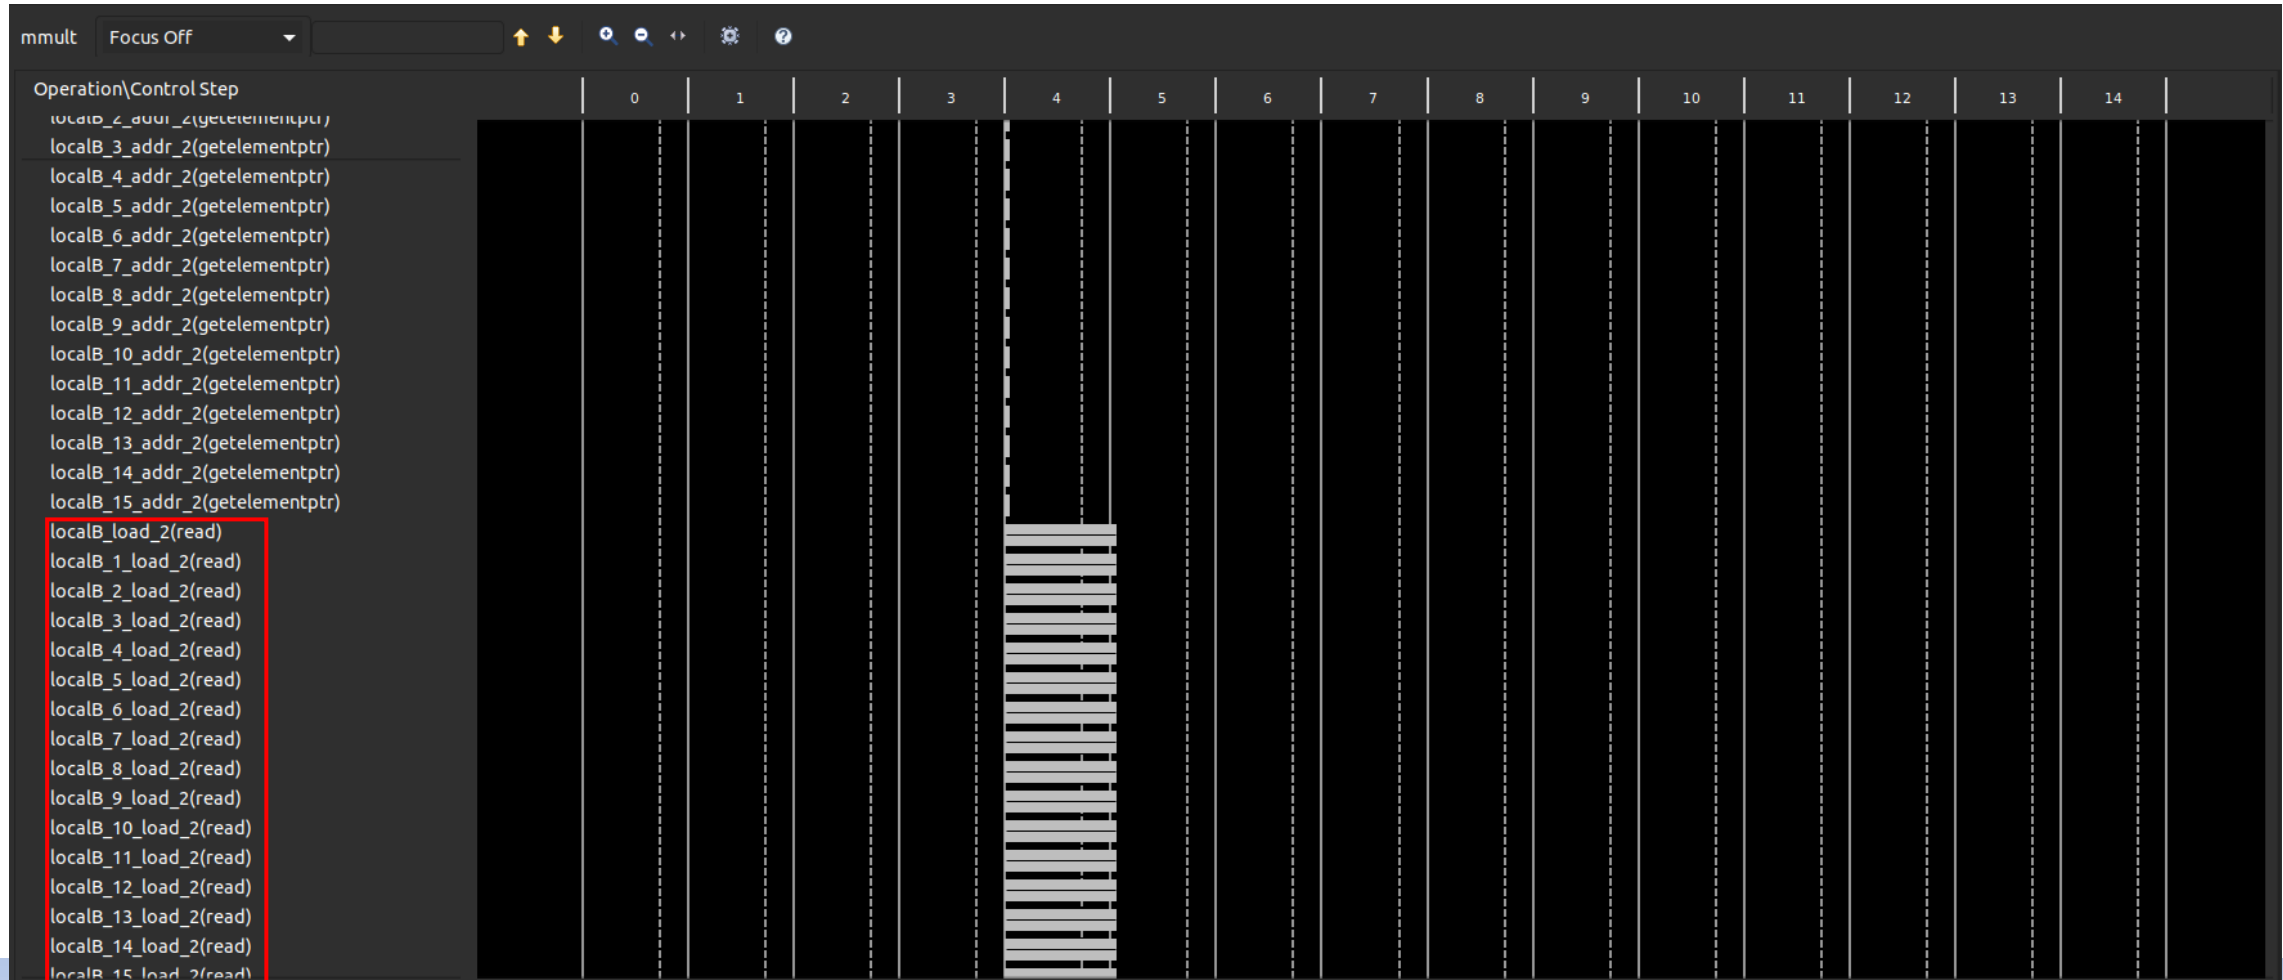 mmult Focus Off
Operation\Control Step 0 1 2 3 4 5 6 7 8 9 10 11 12 13 14
localB_2_addr_2(getelementptr)
localB_3_addr_2(getelementptr)
localB_4_addr_2(getelementptr)
localB_5_addr_2(getelementptr)
localB_6_addr_2(getelementptr)
localB_7_addr_2(getelementptr)
localB_8_addr_2(getelementptr)
localB_9_addr_2(getelementptr)
localB_10_addr_2(getelementptr)
localB_11_addr_2(getelementptr)
localB_12_addr_2(getelementptr)
localB_13_addr_2(getelementptr)
localB_14_addr_2(getelementptr)
localB_15_addr_2(getelementptr)
localB_load_2(read)
localB_1_load_2(read)
localB_2_load_2(read)
localB_3_load_2(read)
localB_4_load_2(read)
localB_5_load_2(read)
localB_6_load_2(read)
localB_7_load_2(read)
localB_8_load_2(read)
localB_9_load_2(read)
localB_10_load_2(read)
localB_11_load_2(read)
localB_12_load_2(read)
localB_13_load_2(read)
localB_14_load_2(read)
localB_15_load_2(read)